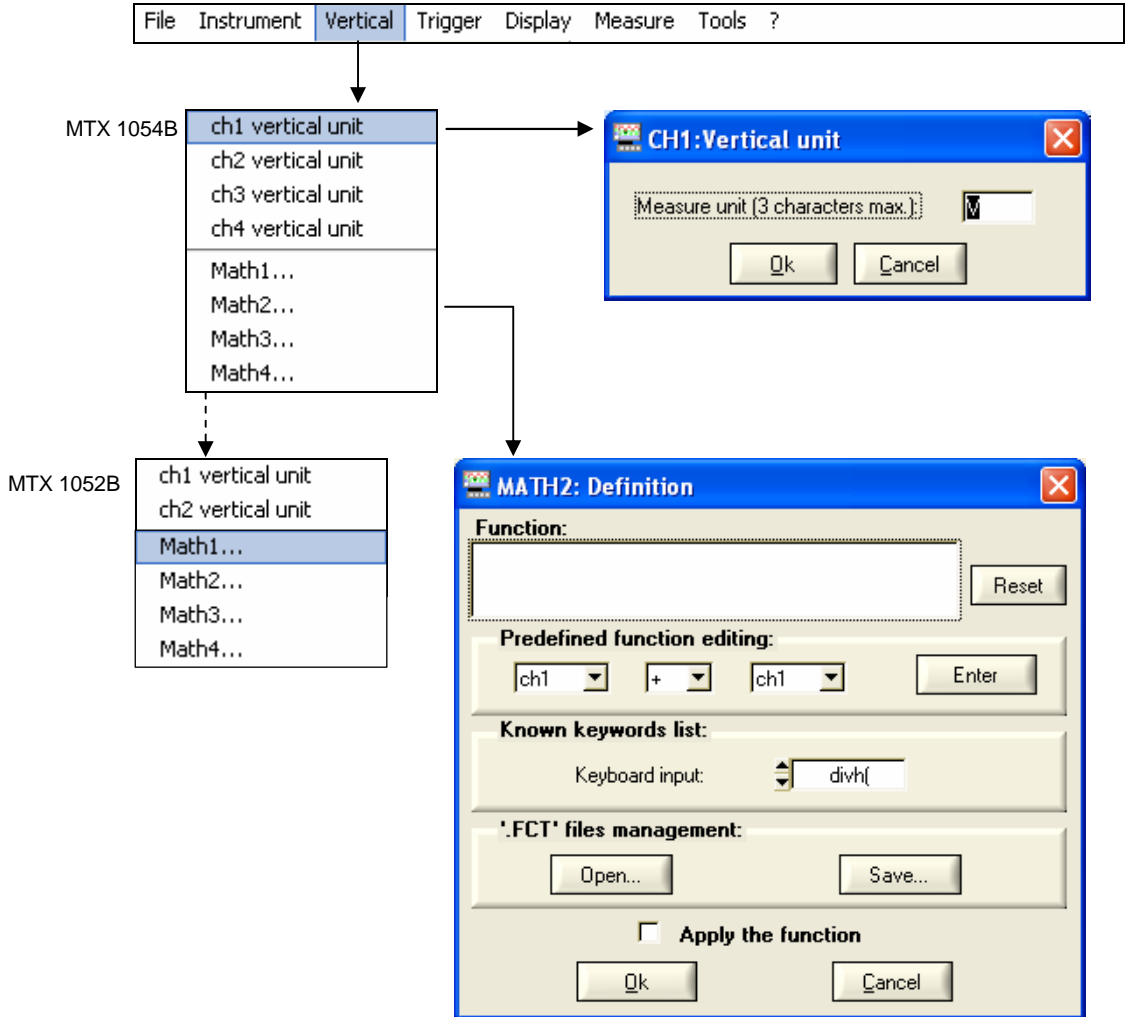 File Instrument Vertical Trigger Display Measure Tools ?
MTX 1054B
ch1 vertical unit
ch2 vertical unit
ch3 vertical unit
ch4 vertical unit
Math1...
Math2...
Math3...
Math4...
CH1:Vertical unit
Measure unit (3 characters max.): V
Ok Cancel
MTX 1052B
ch1 vertical unit
ch2 vertical unit
Math1...
Math2...
Math3...
Math4...
MATH2: Definition
Function:
Reset
Predefined function editing:
ch1 + ch1 Enter
Known keywords list:
Keyboard input: divh(
'.FCT' files management:
Open... Save...
Apply the function
Ok Cancel